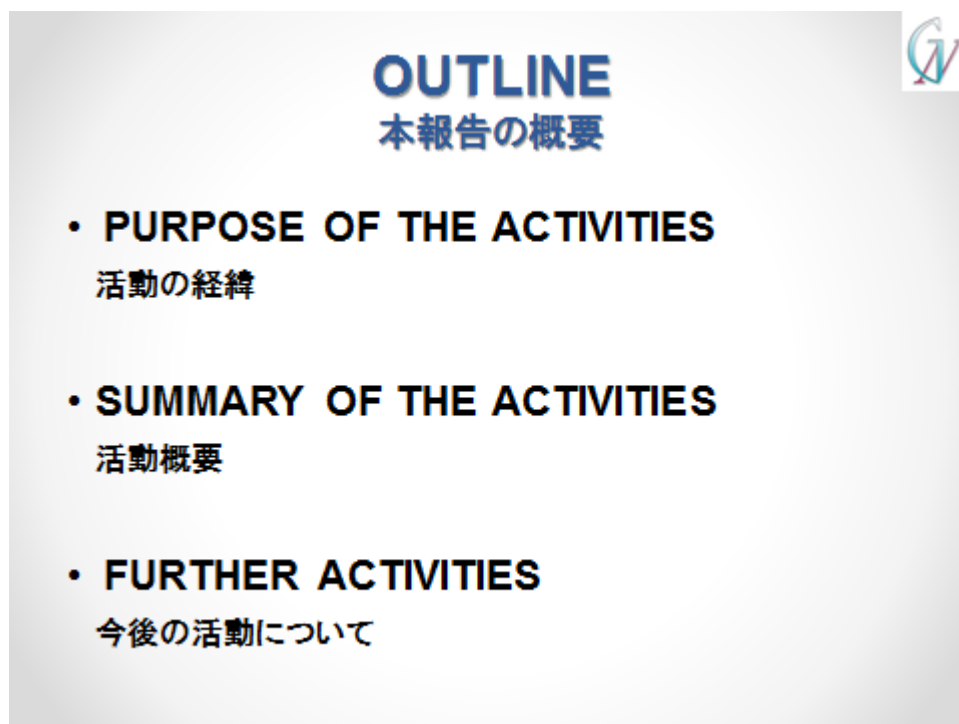 OUTLINE
本報告の概要
• PURPOSE OF THE ACTIVITIES
活動の経緯
• SUMMARY OF THE ACTIVITIES
活動概要
• FURTHER ACTIVITIES
今後の活動について